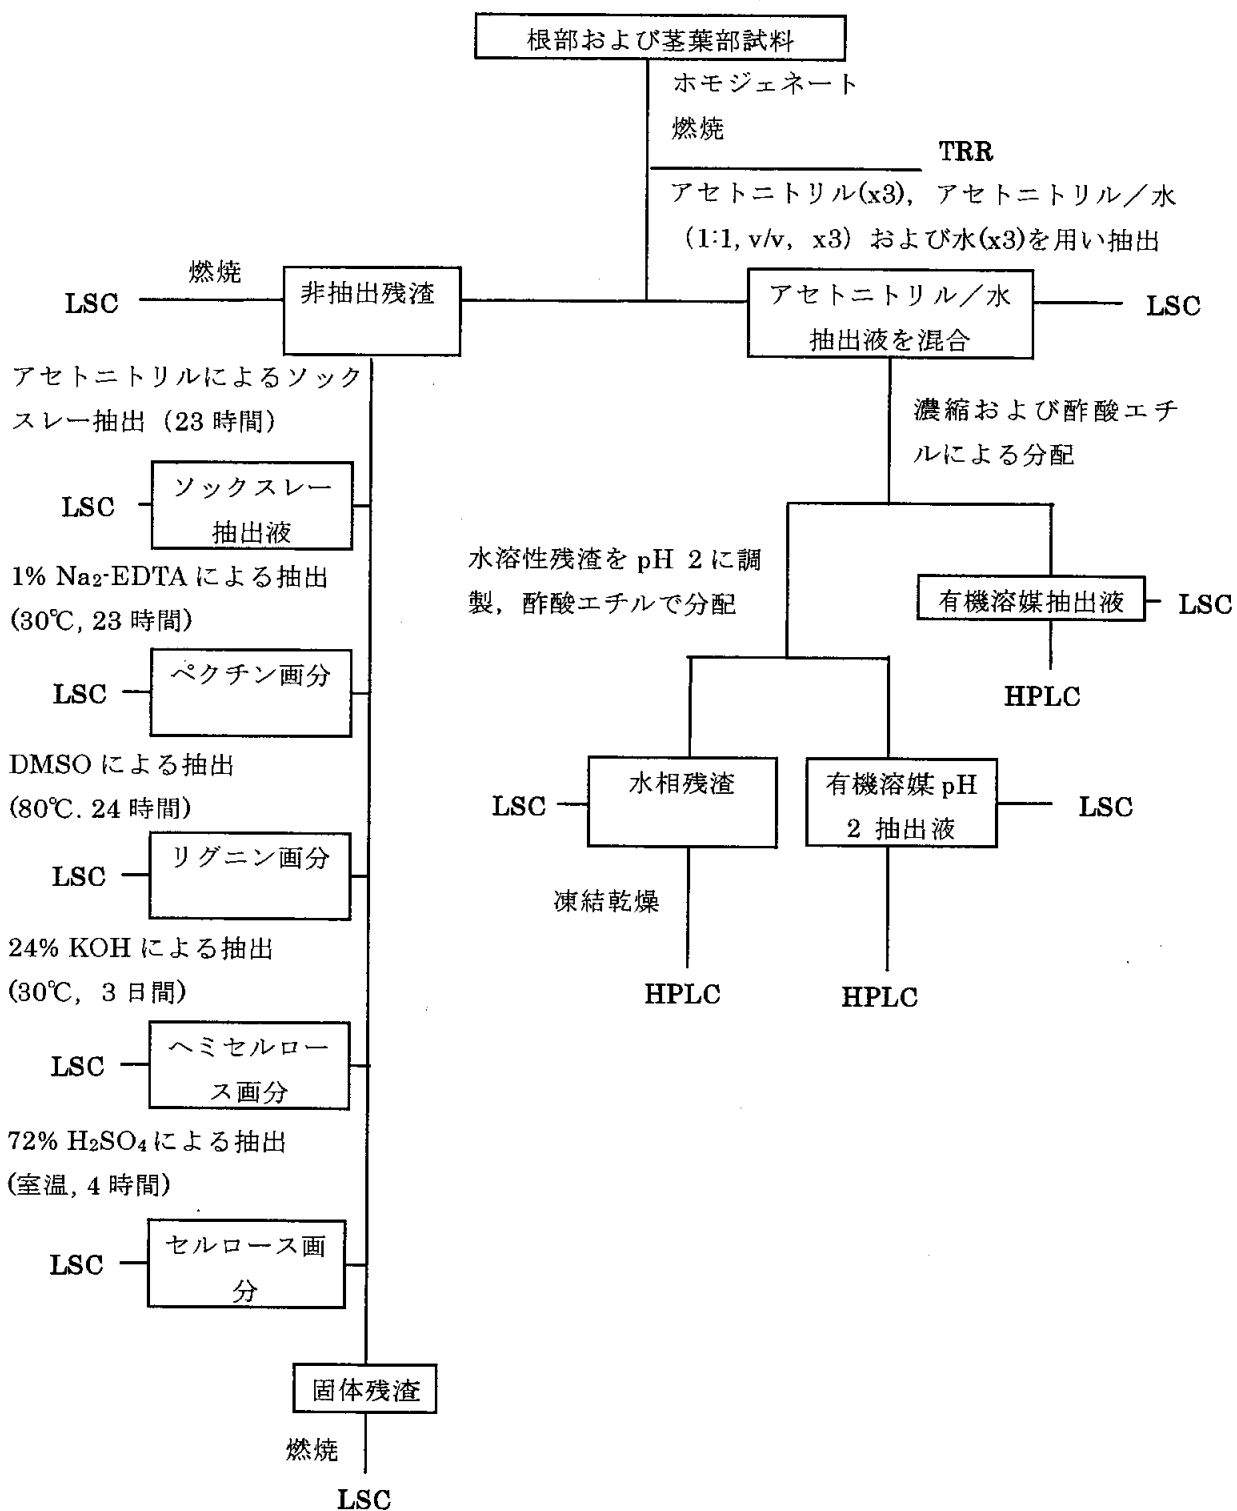 根部および茎葉部試料
ホモジェネート
燃焼
TRR
アセトニトリル(x3), アセトニトリル／水
(1:1, v/v, x3) および水(x3)を用い抽出
燃焼
LSC
非抽出残渣
アセトニトリル／水
抽出液を混合
LSC
アセトニトリルによるソック
スレー抽出 (23 時間)
濃縮および酢酸エチ
ルによる分配
LSC
ソックスレー
抽出液
水溶性残渣を pH 2 に調
製, 酢酸エチルで分配
1% Na₂-EDTA による抽出
(30℃, 23 時間)
有機溶媒抽出液
LSC
HPLC
LSC
ペクチン画分
DMSO による抽出
(80℃. 24 時間)
LSC
水相残渣
有機溶媒 pH
2 抽出液
LSC
LSC
リグニン画分
凍結乾燥
24% KOH による抽出
(30℃, 3 日間)
HPLC
HPLC
LSC
ヘミセルロー
ス画分
72% H₂SO₄ による抽出
(室温, 4 時間)
LSC
セルロース画
分
固体残渣
燃焼
LSC